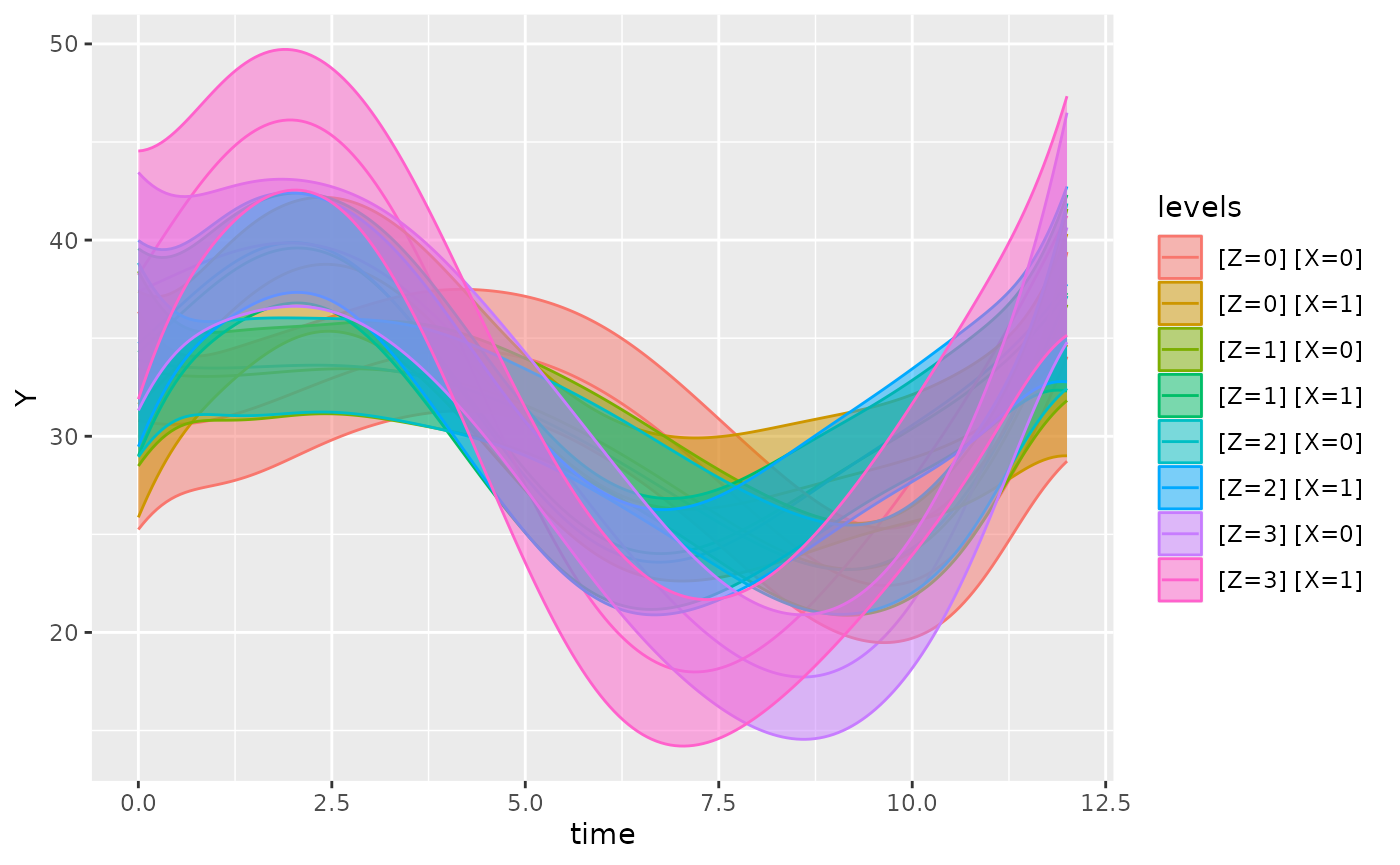 50
40
30
20
Y
0.0 2.5 5.0 7.5 10.0 12.5
time
levels
[Z=0] [X=0]
[Z=0] [X=1]
[Z=1] [X=0]
[Z=1] [X=1]
[Z=2] [X=0]
[Z=2] [X=1]
[Z=3] [X=0]
[Z=3] [X=1]